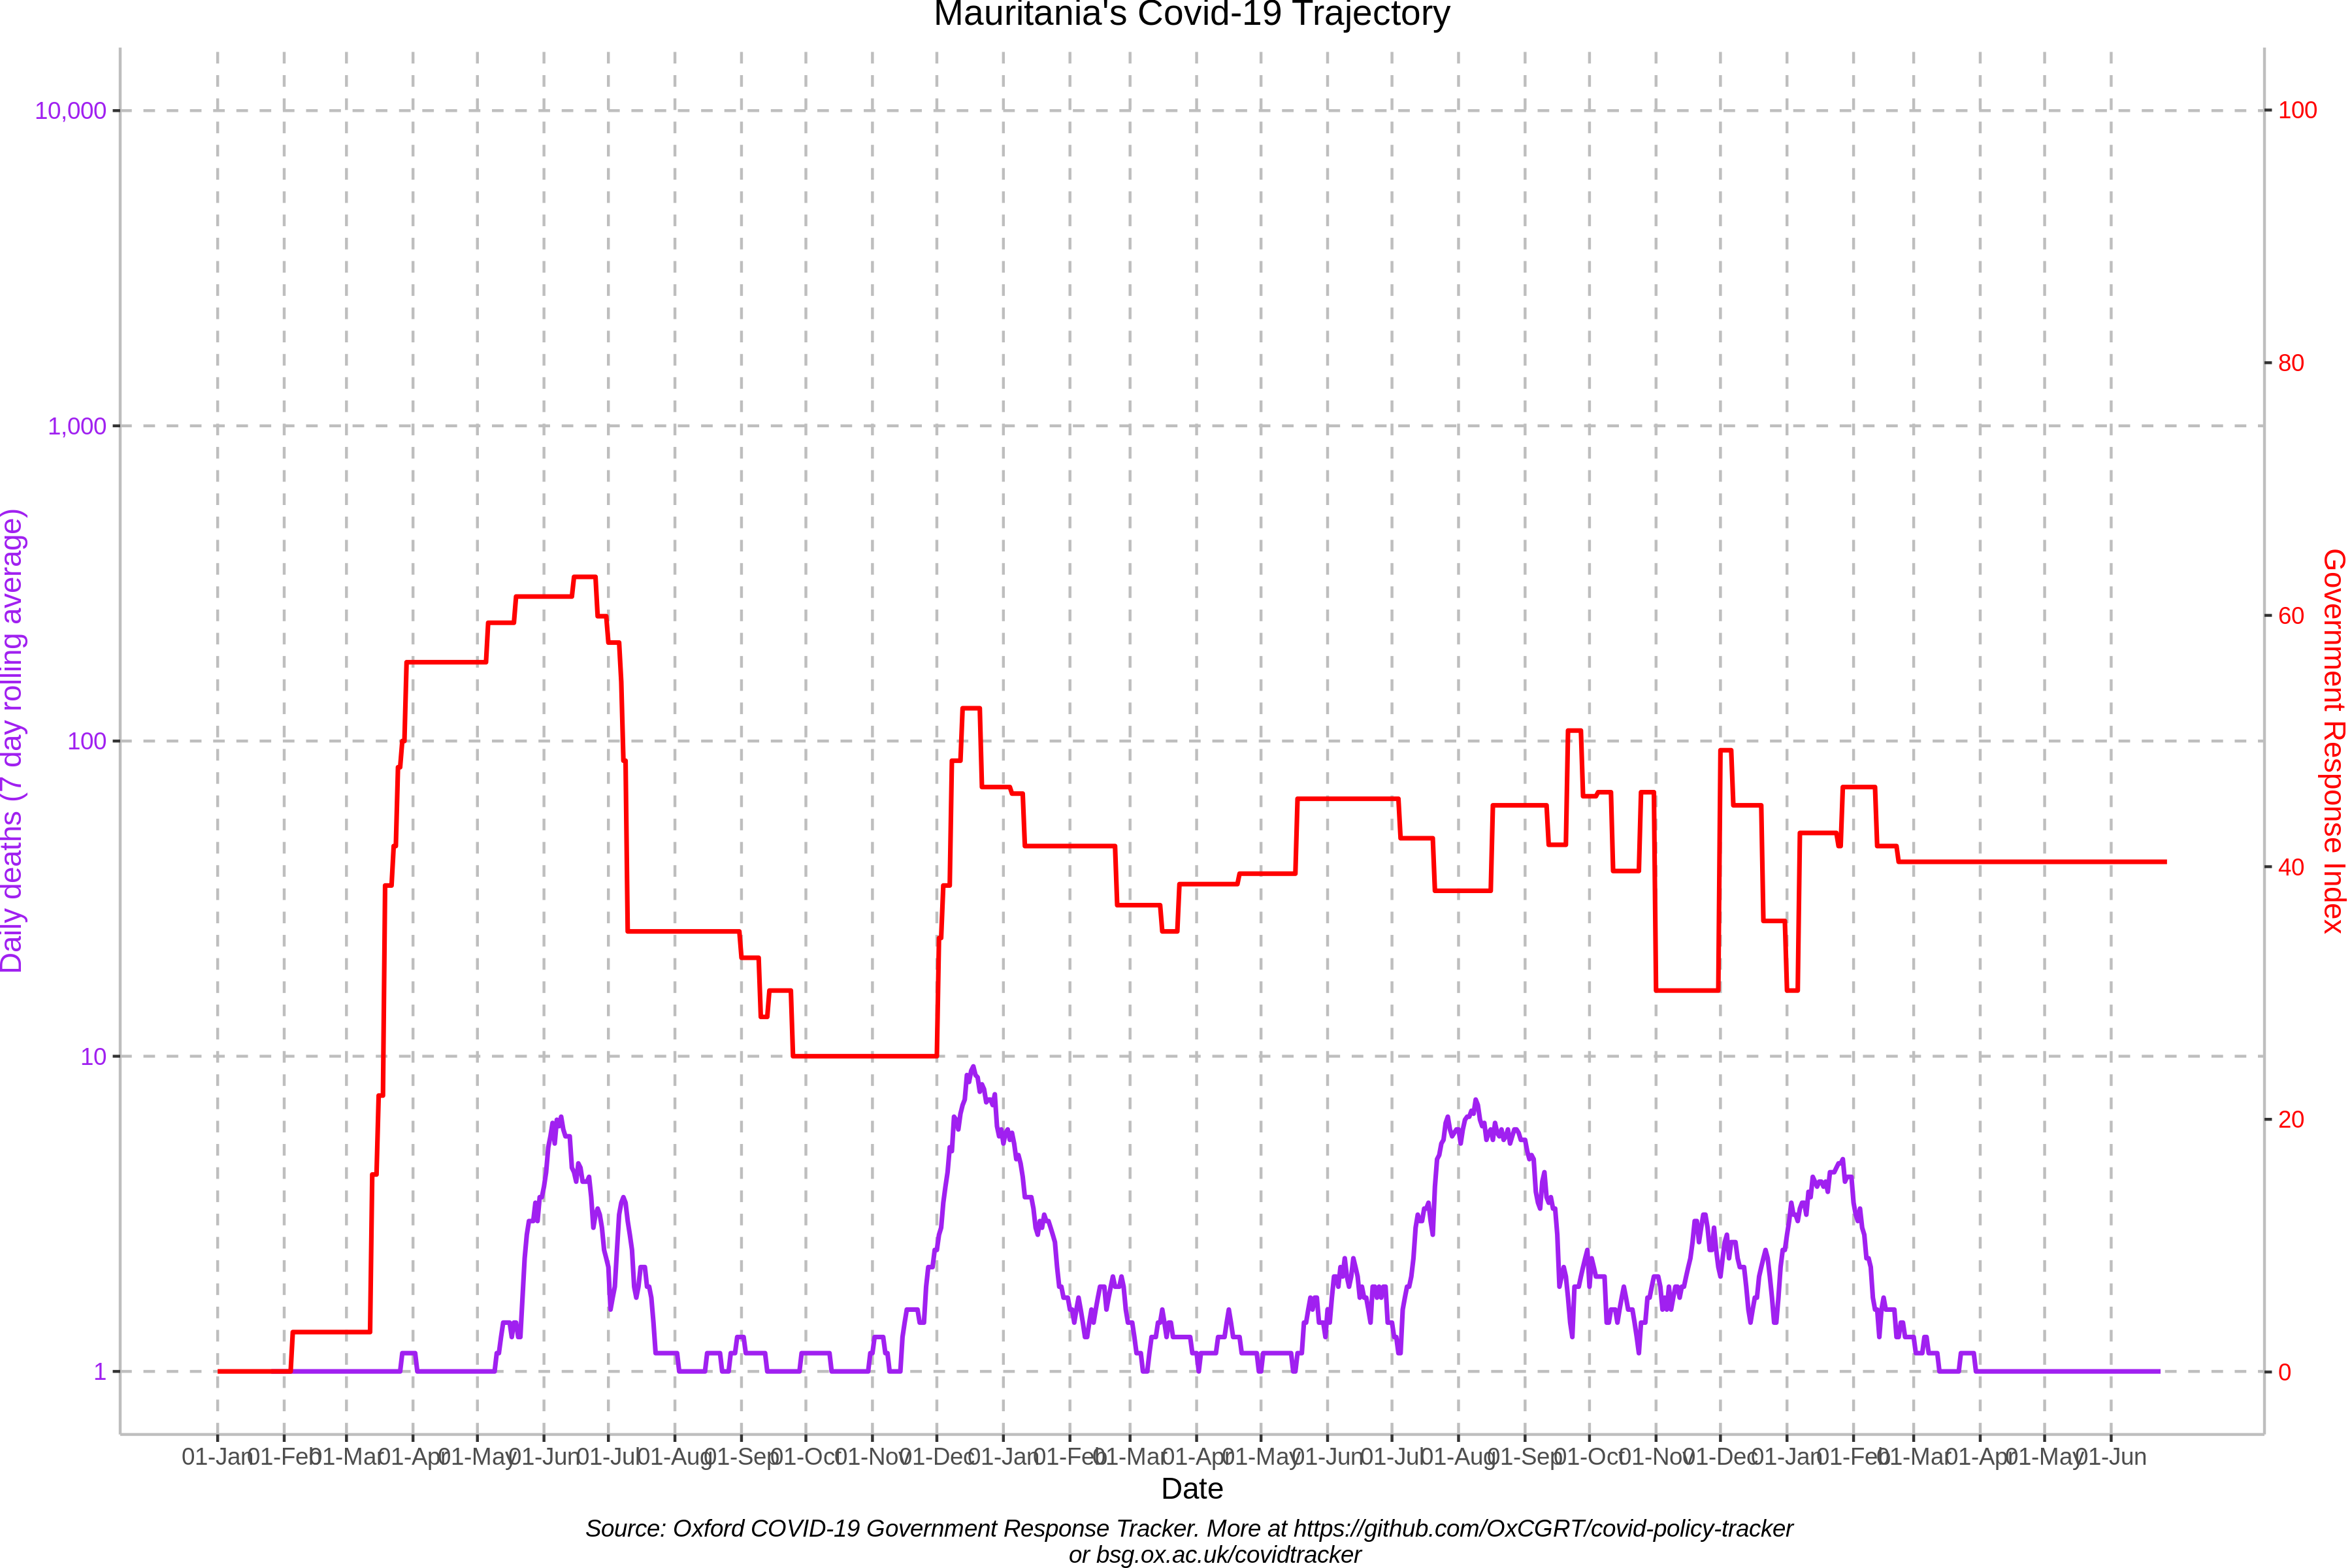 Mauritania's Covid-19 Trajectory
10,000
1,000
100
10
1
Daily deaths (7 day rolling average)
100
80
60
40
20
0
Government Response Index
01-Jan 01-Feb 01-Mar 01-Apr 01-May 01-Jun 01-Jul 01-Aug 01-Sep 01-Oct 01-Nov 01-Dec 01-Jan 01-Feb 01-Mar 01-Apr 01-May 01-Jun 01-Jul 01-Aug 01-Sep 01-Oct 01-Nov 01-Dec 01-Jan 01-Feb 01-Mar 01-Apr 01-May 01-Jun
Date
Source: Oxford COVID-19 Government Response Tracker. More at https://github.com/OxCGRT/covid-policy-tracker
or bsg.ox.ac.uk/covidtracker